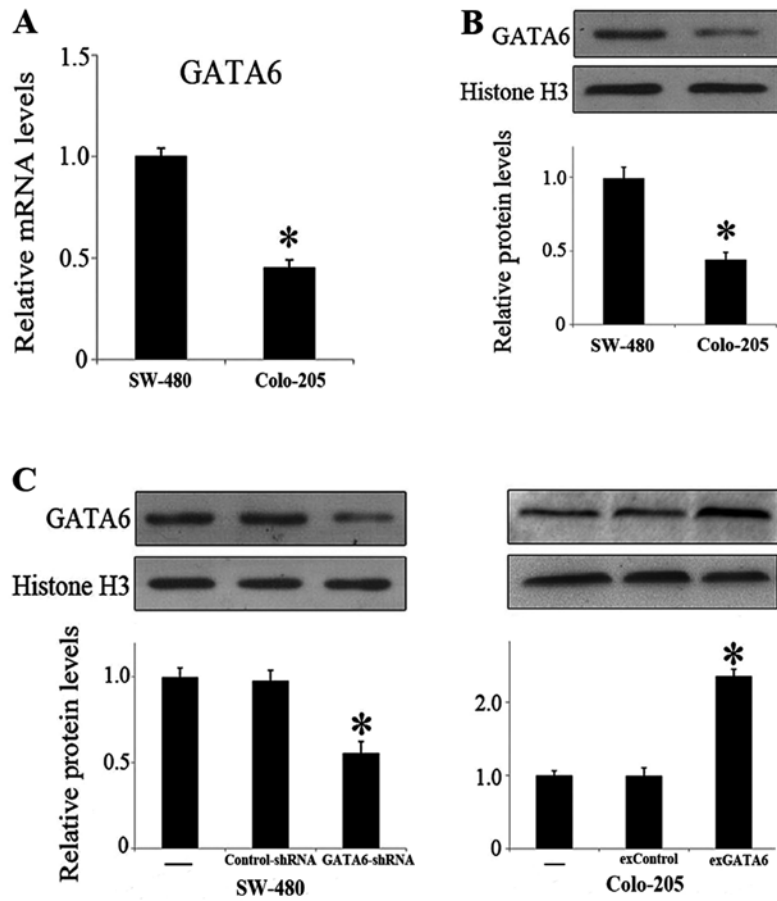 A
GATA6
Relative mRNA levels
1.5
1.0
0.5
0
*
SW-480 Colo-205
B
GATA6
Histone H3
Relative protein levels
1.0
0.5
0
*
SW-480 Colo-205
C
GATA6
Histone H3
Relative protein levels
1.0
0.5
0
*
— Control-shRNA GATA6-shRNA
SW-480
2.0
1.0
0
*
— exControl exGATA6
Colo-205